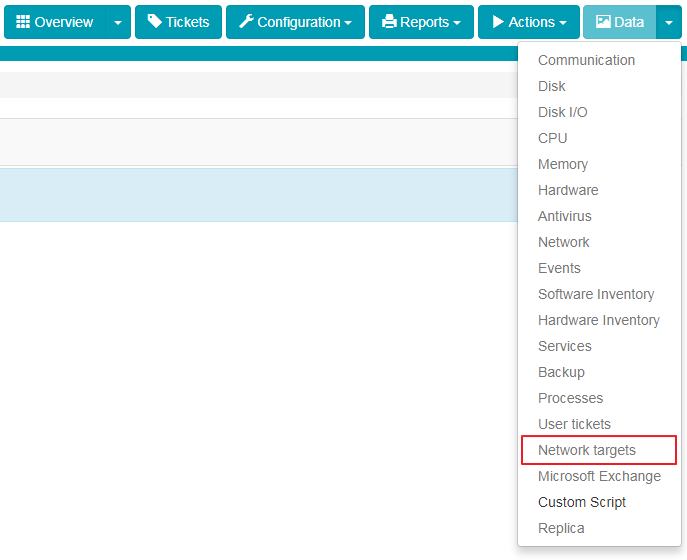 Overview Tickets Configuration Reports Actions Data
Communication
Disk
Disk I/O
CPU
Memory
Hardware
Antivirus
Network
Events
Software Inventory
Hardware Inventory
Services
Backup
Processes
User tickets
Network targets
Microsoft Exchange
Custom Script
Replica